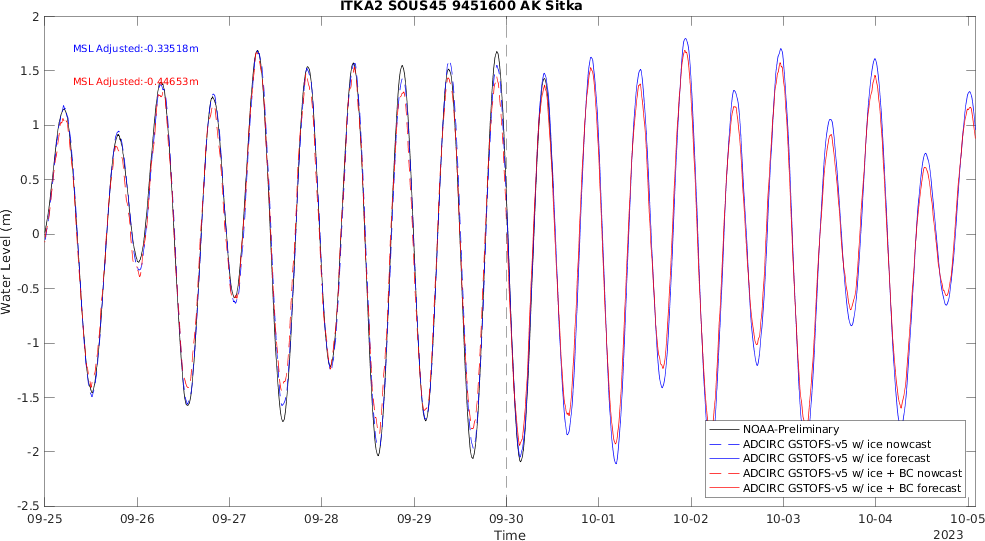 ITKA2 SOUS45 9451600 AK Sitka
MSL Adjusted:-0.33518m
MSL Adjusted:-0.44653m
Water Level (m)
2
1.5
1
0.5
0
-0.5
-1
-1.5
-2
-2.5
NOAA-Preliminary
ADCIRC GSTOFS-v5 w/ ice nowcast
ADCIRC GSTOFS-v5 w/ ice forecast
ADCIRC GSTOFS-v5 w/ ice + BC nowcast
ADCIRC GSTOFS-v5 w/ ice + BC forecast
09-25 09-26 09-27 09-28 09-29 09-30 10-01 10-02 10-03 10-04 10-05
Time
2023